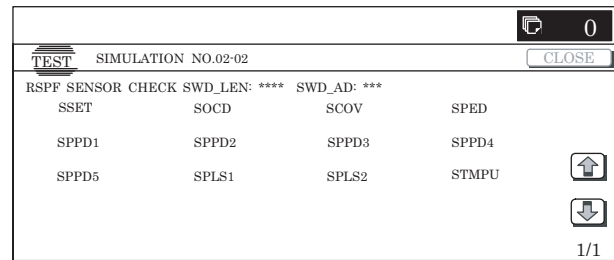 0
TEST SIMULATION NO.02-02 CLOSE
RSPF SENSOR CHECK SWD_LEN: **** SWD_AD: ***
SSET SOCD SCOV SPED
SPPD1 SPPD2 SPPD3 SPPD4
SPPD5 SPLS1 SPLS2 STMPU
1/1